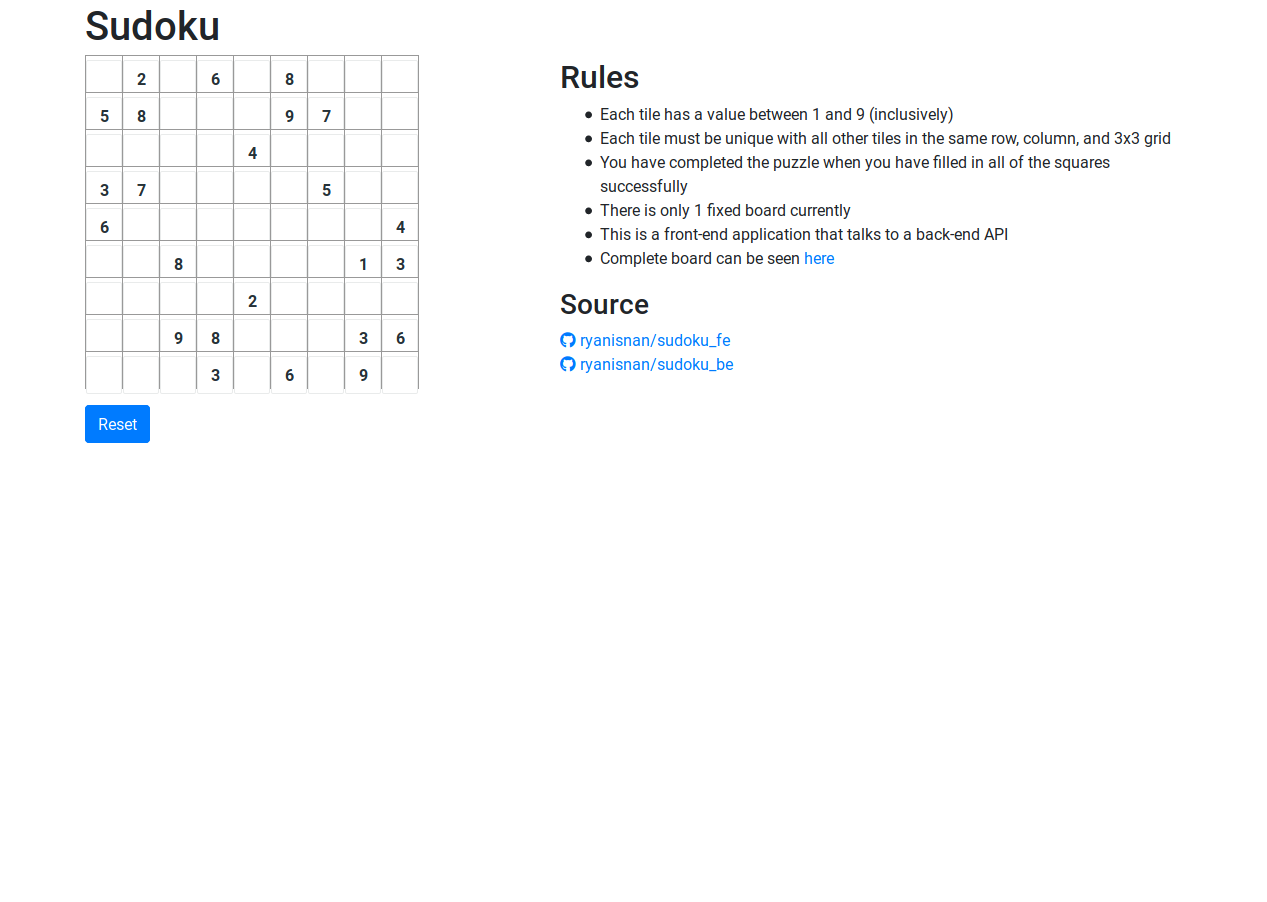 Sudoku
2 6 8
5 8 9 7
4
3 7 5
6 4
8 1 3
2
9 8 3 6
3 6 9
Reset
Rules
Each tile has a value between 1 and 9 (inclusively)
Each tile must be unique with all other tiles in the same row, column, and 3x3 grid
You have completed the puzzle when you have filled in all of the squares
successfully
There is only 1 fixed board currently
This is a front-end application that talks to a back-end API
Complete board can be seen here
Source
ryanisnan/sudoku_fe
ryanisnan/sudoku_be